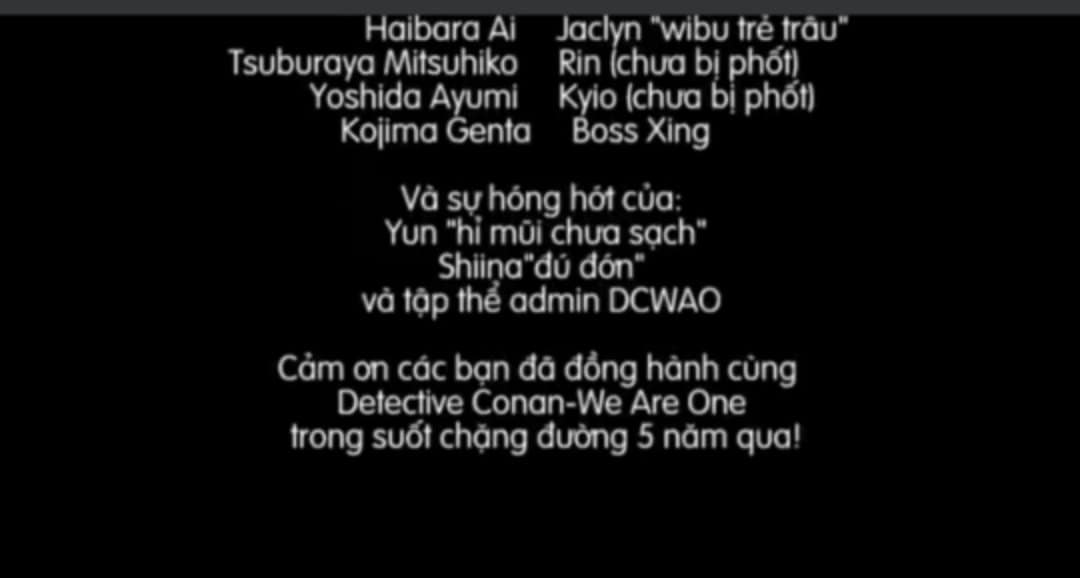 Haibara Ai Jaclyn "wibu trẻ trâu"
Tsuburaya Mitsuhiko Rin (chưa bị phốt)
Yoshida Ayumi Kyio (chưa bị phốt)
Kojima Genta Boss Xing
Và sự hóng hớt của:
Yun "hỉ mũi chưa sạch"
Shiina"đú đớn"
và tập thể admin DCWAO
Cảm ơn các bạn đã đồng hành cùng
Detective Conan-We Are One
trong suốt chặng đường 5 năm qua!